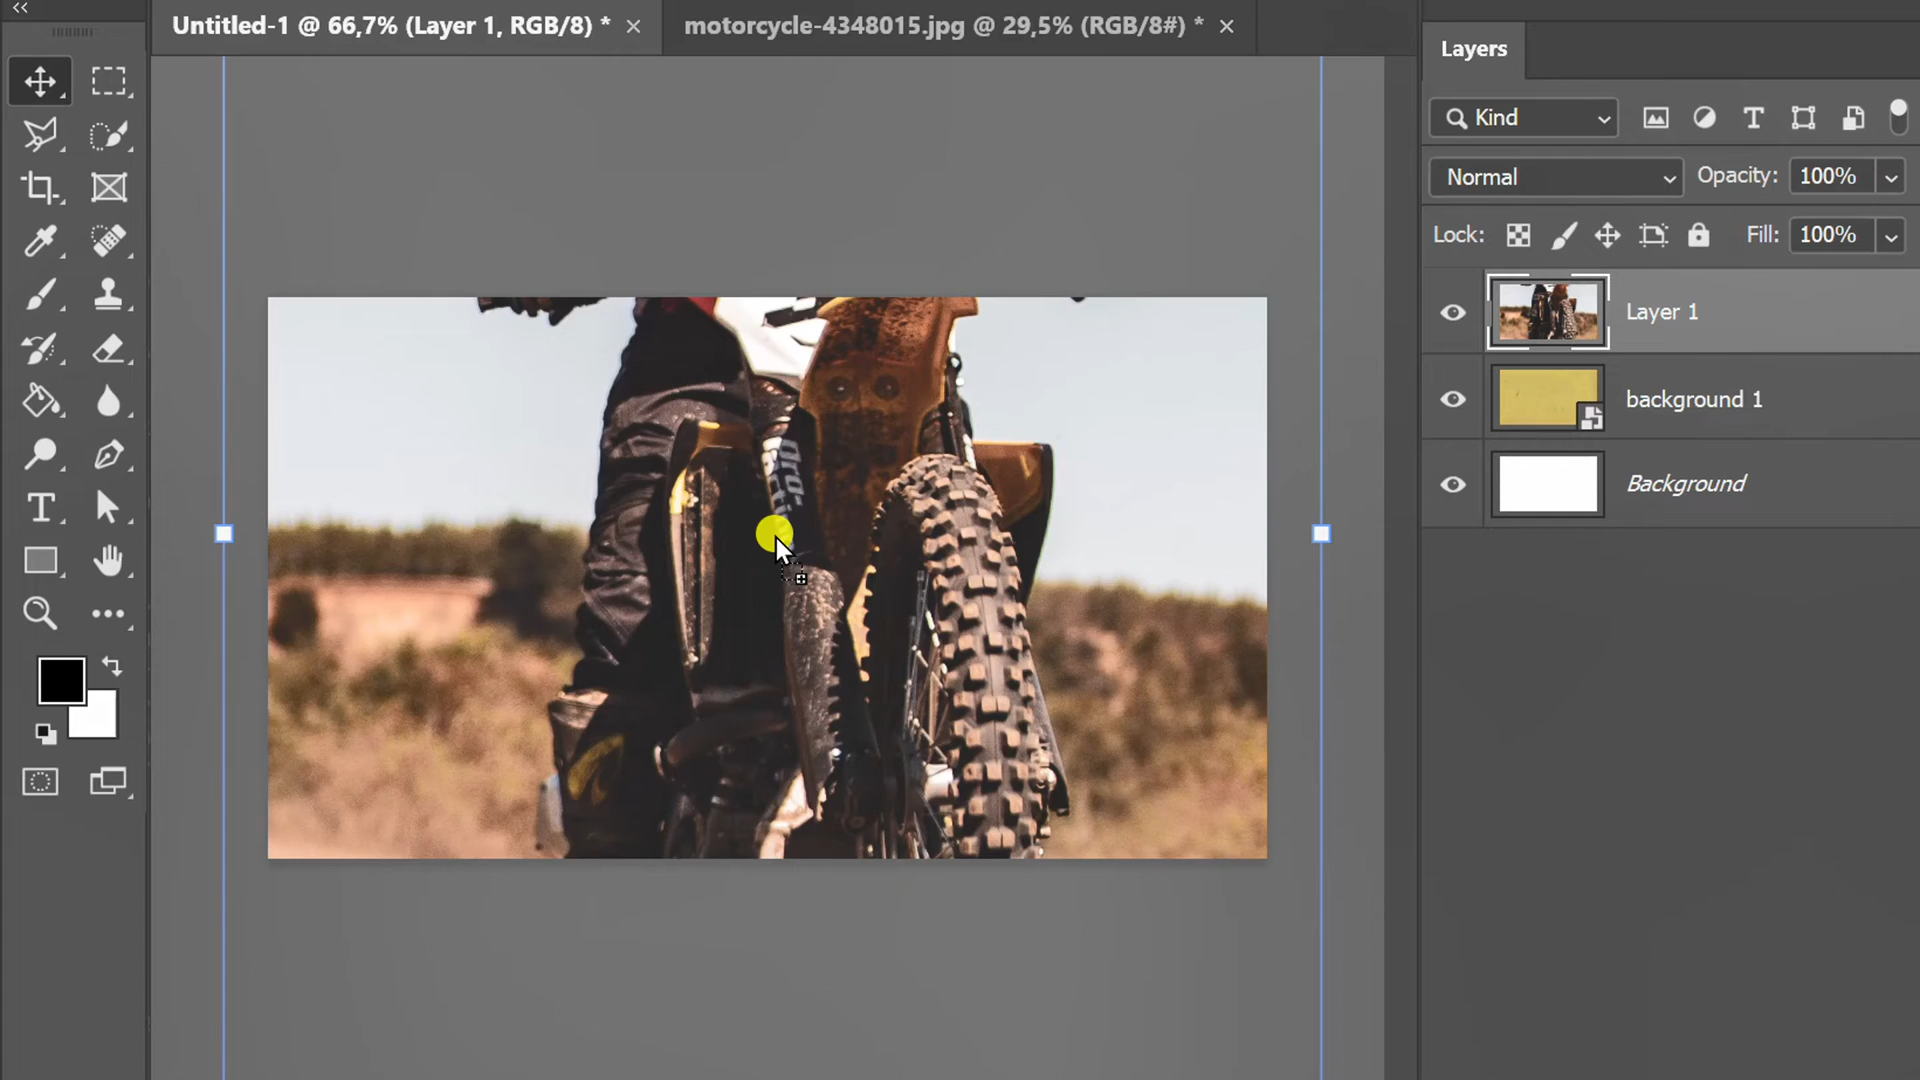 Untitled-1 @ 66,7% (Layer 1, RGB/8) *
motorcycle-4348015.jpg @ 29,5% (RGB/8#) *
Layers
Kind
Normal
Opacity: 100%
Lock:
Fill: 100%
Layer 1
background 1
Background